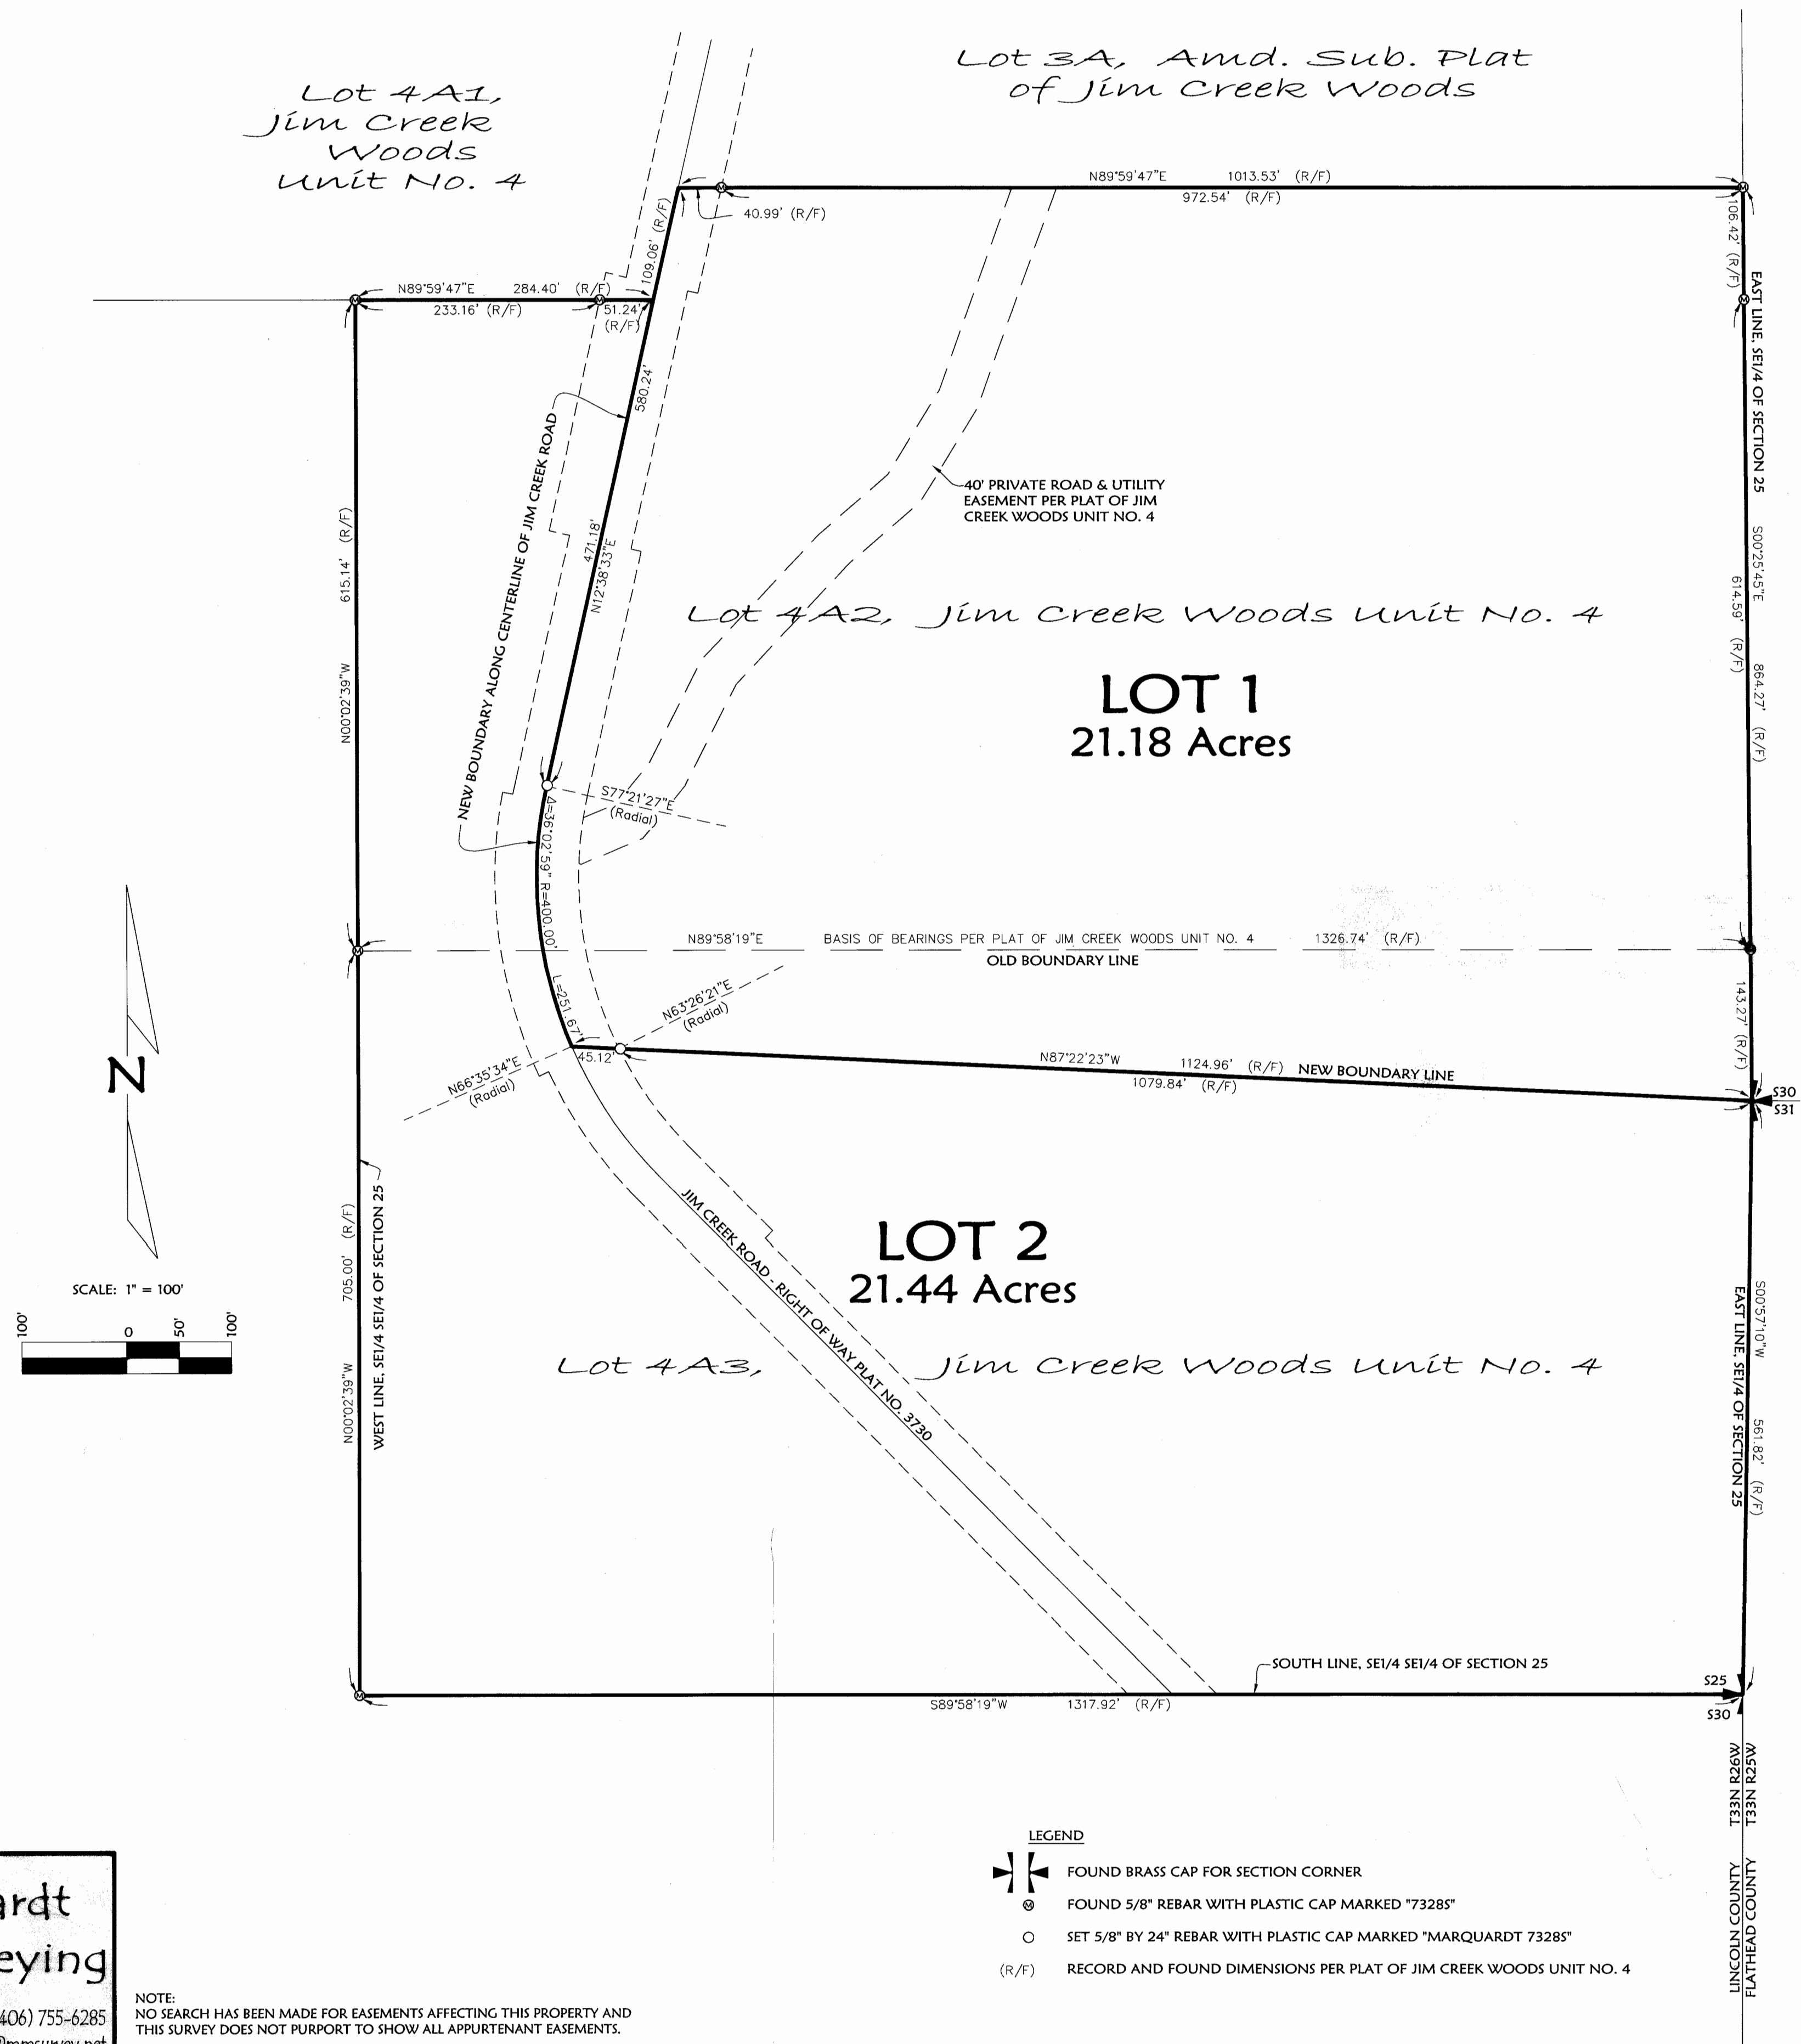 Lot 4A1,
Jim Creek
Woods
Unit No. 4
Lot 3A, Amd. Sub. Plat
of Jim Creek Woods
N89°59'47"E 1013.53' (R/F)
972.54' (R/F)
40.99' (R/F)
109.06' (R/F)
106.42' (R/F)
N89°59'47"E 284.40' (R/F)
233.16' (R/F)
51.24'
(R/F)
EAST LINE, SE1/4 OF SECTION 25
580.24'
NEW BOUNDARY ALONG CENTERLINE OF JIM CREEK ROAD
471.18'
N12°38'33"E
40' PRIVATE ROAD & UTILITY
EASEMENT PER PLAT OF JIM
CREEK WOODS UNIT NO. 4
N00°02'39"W 615.14' (R/F)
S00°25'45"E 864.27' (R/F)
614.59' (R/F)
Lot 4A2, Jim Creek Woods Unit No. 4
LOT 1
21.18 Acres
S77°21'27"E
(Radial)
Δ=36°02'59" R=400.00'
L=251.67'
N89°58'19"E BASIS OF BEARINGS PER PLAT OF JIM CREEK WOODS UNIT NO. 4 1326.74' (R/F)
OLD BOUNDARY LINE
143.27' (R/F)
N63°26'21"E
(Radial)
N66°35'34"E
(Radial)
45.12'
N87°22'23"W 1124.96' (R/F) NEW BOUNDARY LINE
1079.84' (R/F)
S30
S31
N
SCALE: 1" = 100'
100' 0 50' 100'
N00°02'39"W 705.00' (R/F)
WEST LINE, SE1/4 SE1/4 OF SECTION 25
JIM CREEK ROAD - RIGHT OF WAY PLAT NO. 3730
LOT 2
21.44 Acres
Lot 4A3, Jim Creek Woods Unit No. 4
S00°57'10"W 561.82' (R/F)
EAST LINE, SE1/4 OF SECTION 25
SOUTH LINE, SE1/4 SE1/4 OF SECTION 25
S89°58'19"W 1317.92' (R/F)
S25
S30
T33N R26W
T33N R25W
LINCOLN COUNTY
FLATHEAD COUNTY
LEGEND
FOUND BRASS CAP FOR SECTION CORNER
FOUND 5/8" REBAR WITH PLASTIC CAP MARKED "7328S"
SET 5/8" BY 24" REBAR WITH PLASTIC CAP MARKED "MARQUARDT 7328S"
(R/F) RECORD AND FOUND DIMENSIONS PER PLAT OF JIM CREEK WOODS UNIT NO. 4
ardt
eying
406) 755-6285
NOTE:
NO SEARCH HAS BEEN MADE FOR EASEMENTS AFFECTING THIS PROPERTY AND
THIS SURVEY DOES NOT PURPORT TO SHOW ALL APPURTENANT EASEMENTS.